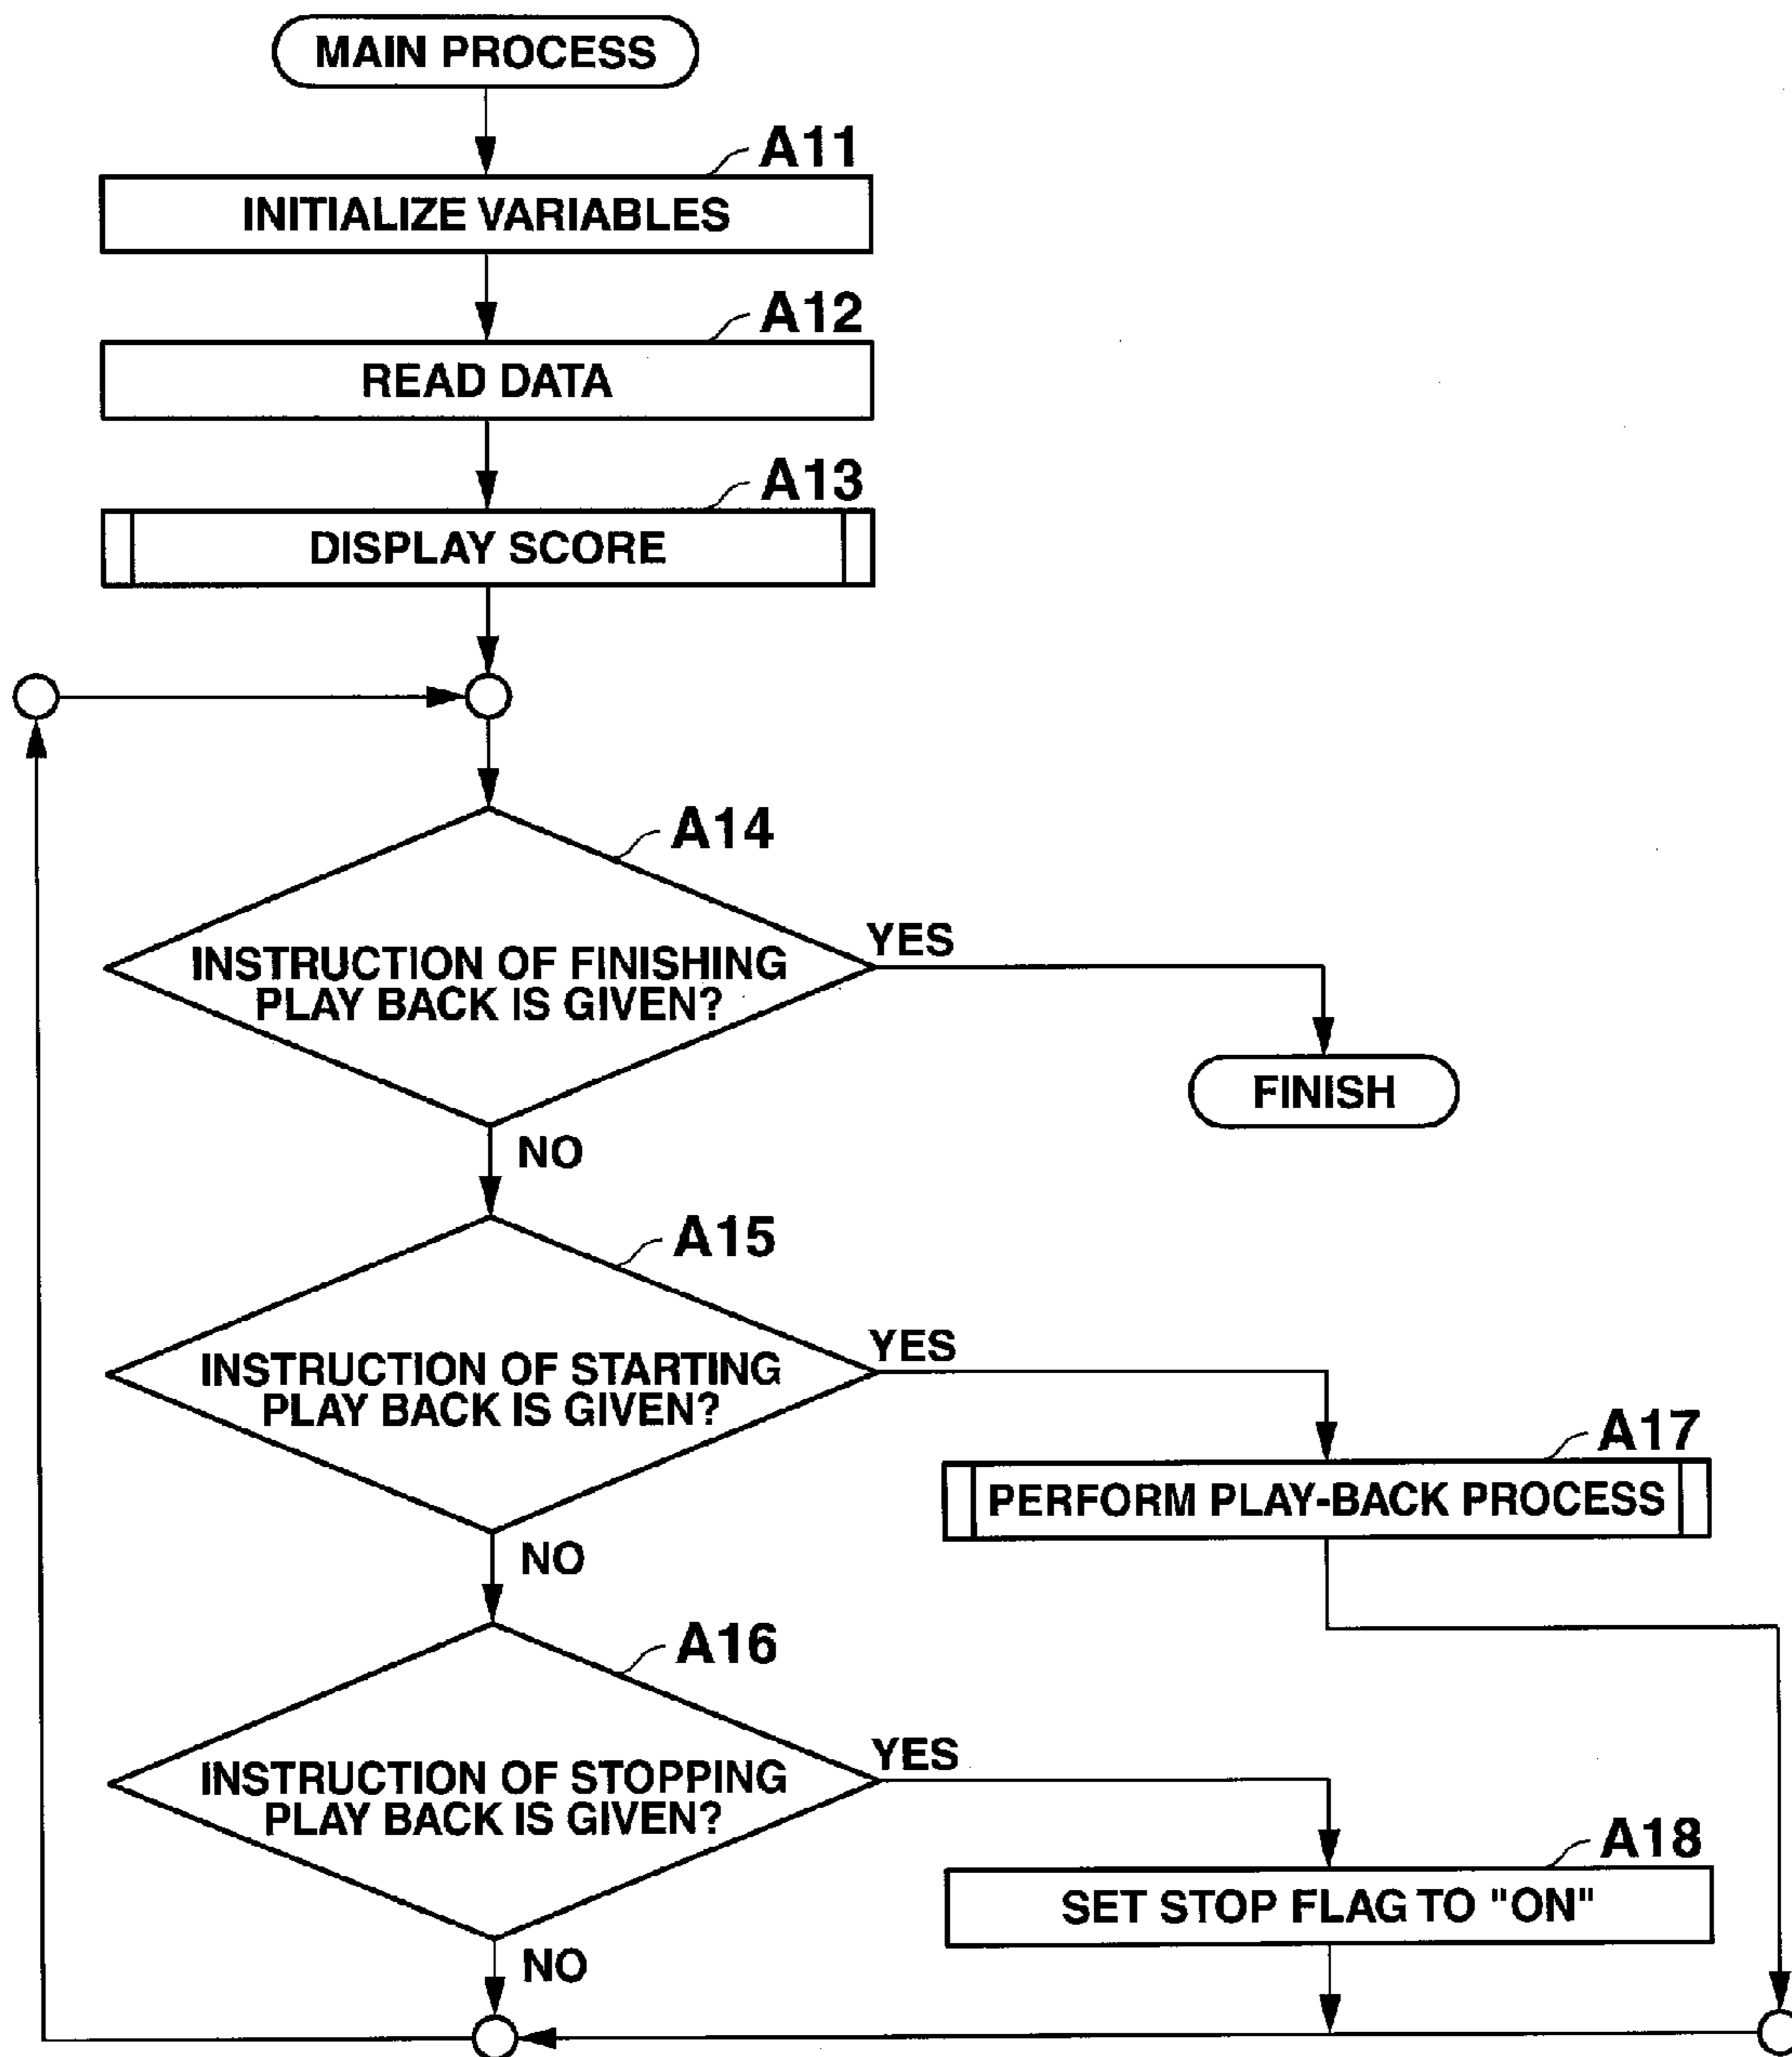 MAIN PROCESS
A11
INITIALIZE VARIABLES
A12
READ DATA
A13
DISPLAY SCORE
A14
INSTRUCTION OF FINISHING
PLAY BACK IS GIVEN?
YES
FINISH
NO
A15
INSTRUCTION OF STARTING
PLAY BACK IS GIVEN?
YES
A17
PERFORM PLAY-BACK PROCESS
NO
A16
INSTRUCTION OF STOPPING
PLAY BACK IS GIVEN?
YES
A18
SET STOP FLAG TO "ON"
NO